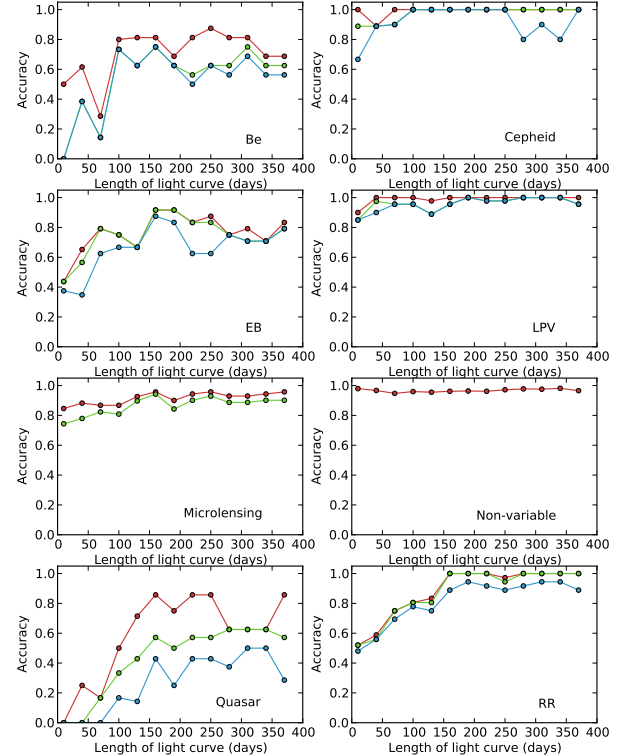 1.0 1.0
0.8 0.8
0.6 0.6
0.4 0.4
0.2 0.2
0.0 0.0
Accuracy Accuracy
Be Cepheid
0 50 100 150 200 250 300 350 400 0 50 100 150 200 250 300 350 400
Length of light curve (days) Length of light curve (days)
1.0 1.0
0.8 0.8
0.6 0.6
0.4 0.4
0.2 0.2
0.0 0.0
Accuracy Accuracy
EB LPV
0 50 100 150 200 250 300 350 400 0 50 100 150 200 250 300 350 400
Length of light curve (days) Length of light curve (days)
1.0 1.0
0.8 0.8
0.6 0.6
0.4 0.4
0.2 0.2
0.0 0.0
Accuracy Accuracy
Microlensing Non-variable
0 50 100 150 200 250 300 350 400 0 50 100 150 200 250 300 350 400
Length of light curve (days) Length of light curve (days)
1.0 1.0
0.8 0.8
0.6 0.6
0.4 0.4
0.2 0.2
0.0 0.0
Accuracy Accuracy
Quasar RR
0 50 100 150 200 250 300 350 400 0 50 100 150 200 250 300 350 400
Length of light curve (days) Length of light curve (days)